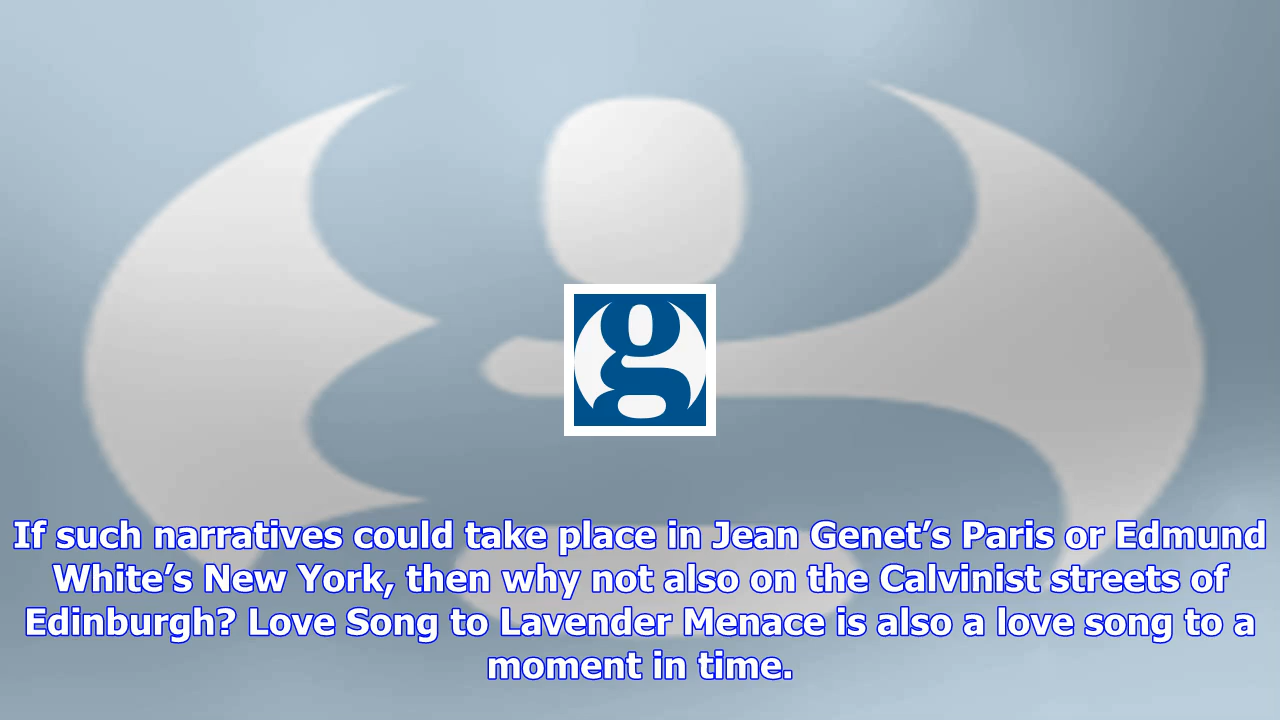 g
If such narratives could take place in Jean Genet’s Paris or Edmund
White’s New York, then why not also on the Calvinist streets of
Edinburgh? Love Song to Lavender Menace is also a love song to a
moment in time.